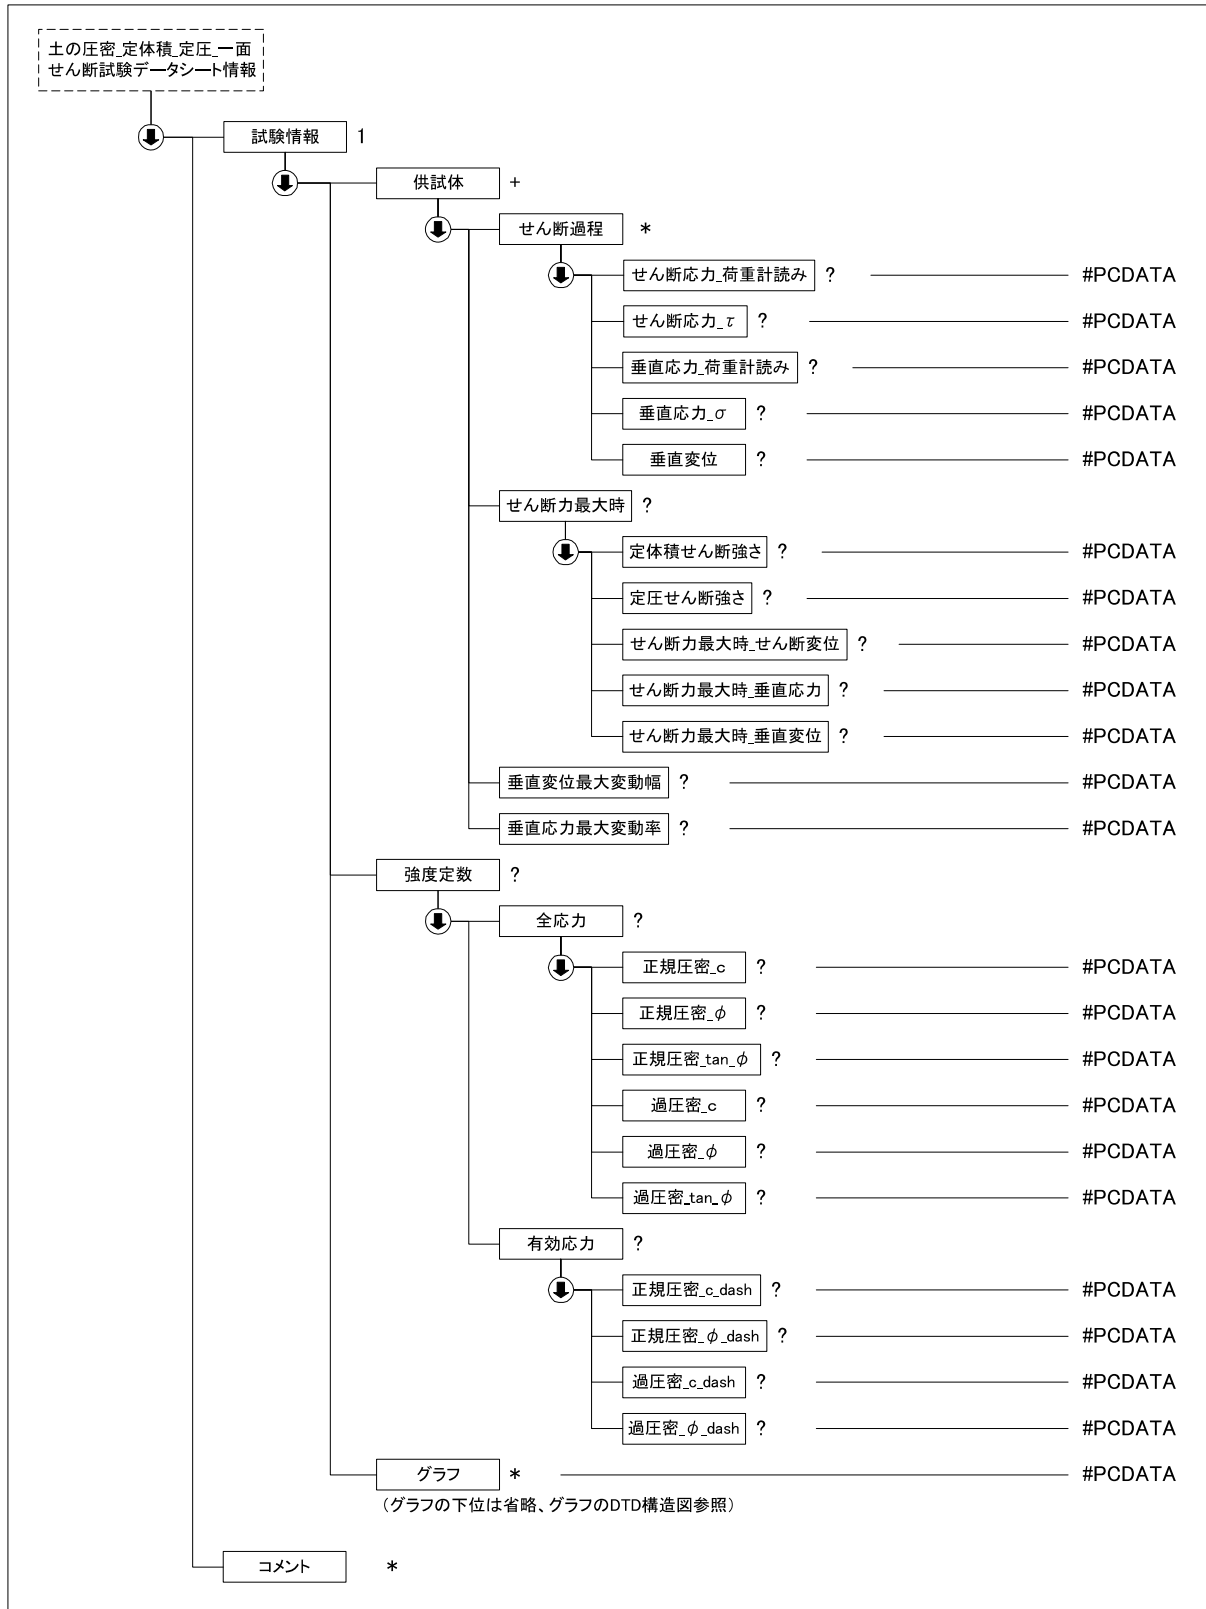 土の圧密_定体積_定圧_一面
せん断試験データシート情報
試験情報 1
供試体 +
せん断過程 *
せん断応力_荷重計読み ? #PCDATA
せん断応力_τ ? #PCDATA
垂直応力_荷重計読み ? #PCDATA
垂直応力_σ ? #PCDATA
垂直変位 ? #PCDATA
せん断力最大時 ?
定体積せん断強さ ? #PCDATA
定圧せん断強さ ? #PCDATA
せん断力最大時_せん断変位 ? #PCDATA
せん断力最大時_垂直応力 ? #PCDATA
せん断力最大時_垂直変位 ? #PCDATA
垂直変位最大変動幅 ? #PCDATA
垂直応力最大変動率 ? #PCDATA
強度定数 ?
全応力 ?
正規圧密_c ? #PCDATA
正規圧密_φ ? #PCDATA
正規圧密_tan_φ ? #PCDATA
過圧密_c ? #PCDATA
過圧密_φ ? #PCDATA
過圧密_tan_φ ? #PCDATA
有効応力 ?
正規圧密_c_dash ? #PCDATA
正規圧密_φ_dash ? #PCDATA
過圧密_c_dash ? #PCDATA
過圧密_φ_dash ? #PCDATA
グラフ * #PCDATA
（グラフの下位は省略、グラフのDTD構造図参照）
コメント *